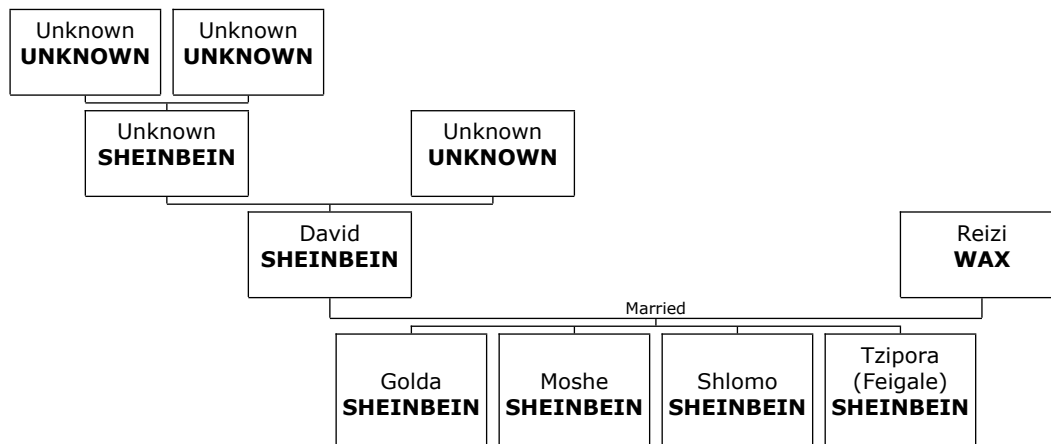 Unknown
UNKNOWN
Unknown
UNKNOWN
Unknown
SHEINBEIN
Unknown
UNKNOWN
David
SHEINBEIN
Reizi
WAX
Married
Golda
SHEINBEIN
Moshe
SHEINBEIN
Shlomo
SHEINBEIN
Tzipora
(Feigale)
SHEINBEIN